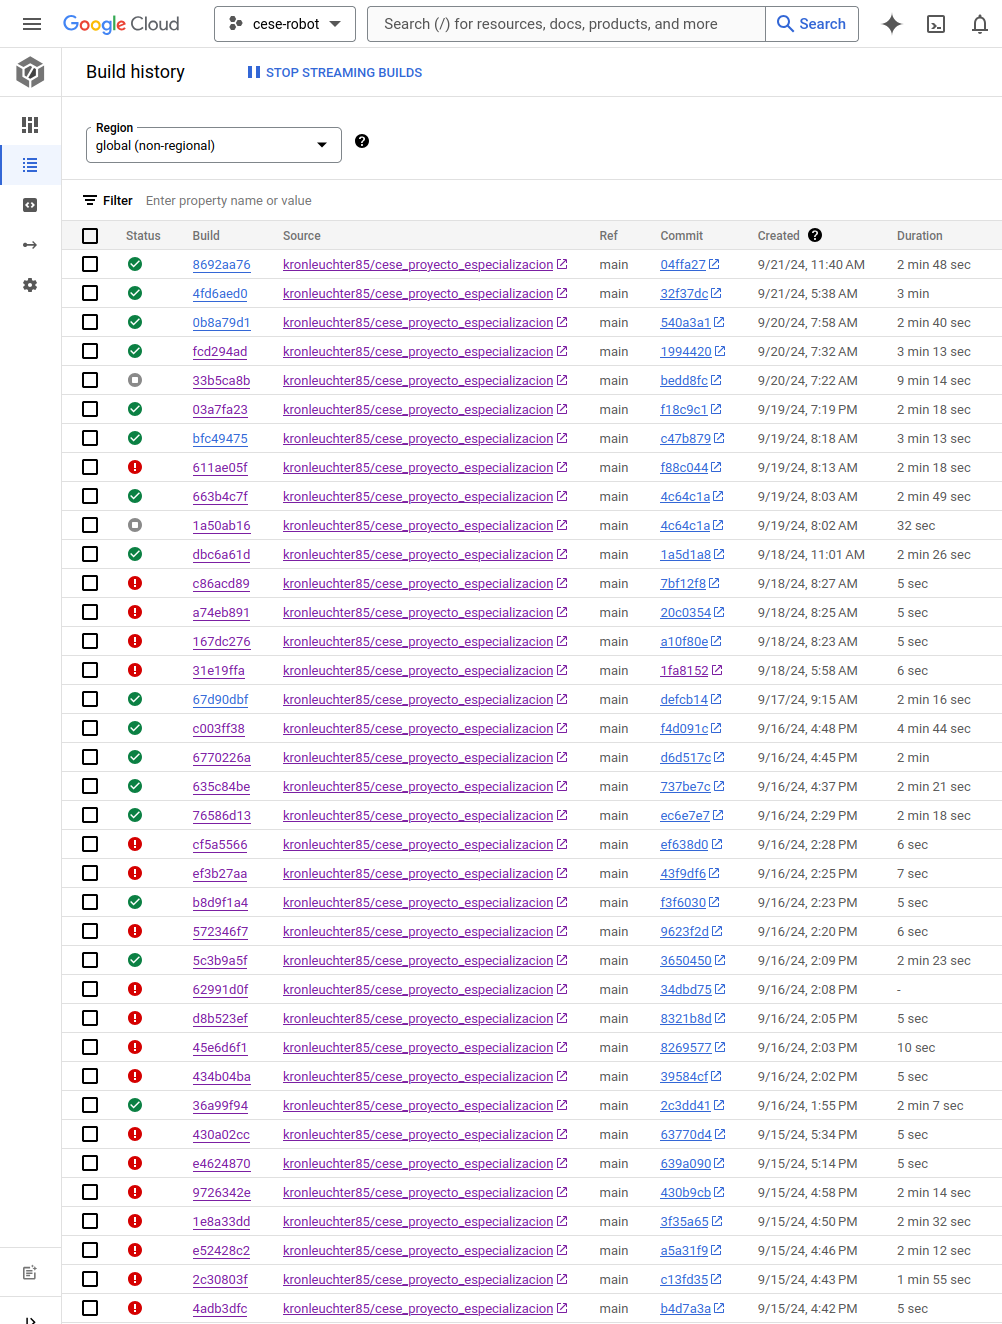 Google Cloud cese-robot Search (/) for resources, docs, products, and more Search
Build history STOP STREAMING BUILDS
Region
global (non-regional)
Filter Enter property name or value
Status Build Source Ref Commit Created Duration
8692aa76 kronleuchter85/cese_proyecto_especializacion main 04ffa27 9/21/24, 11:40 AM 2 min 48 sec
4fd6aed0 kronleuchter85/cese_proyecto_especializacion main 32f37dc 9/21/24, 5:38 AM 3 min
0b8a79d1 kronleuchter85/cese_proyecto_especializacion main 540a3a1 9/20/24, 7:58 AM 2 min 40 sec
fcd294ad kronleuchter85/cese_proyecto_especializacion main 1994420 9/20/24, 7:32 AM 3 min 13 sec
33b5ca8b kronleuchter85/cese_proyecto_especializacion main bedd8fc 9/20/24, 7:22 AM 9 min 14 sec
03a7fa23 kronleuchter85/cese_proyecto_especializacion main f18c9c1 9/19/24, 7:19 PM 2 min 18 sec
bfc49475 kronleuchter85/cese_proyecto_especializacion main c47b879 9/19/24, 8:18 AM 3 min 13 sec
611ae05f kronleuchter85/cese_proyecto_especializacion main f88c044 9/19/24, 8:13 AM 2 min 18 sec
663b4c7f kronleuchter85/cese_proyecto_especializacion main 4c64c1a 9/19/24, 8:03 AM 2 min 49 sec
1a50ab16 kronleuchter85/cese_proyecto_especializacion main 4c64c1a 9/19/24, 8:02 AM 32 sec
dbc6a61d kronleuchter85/cese_proyecto_especializacion main 1a5d1a8 9/18/24, 11:01 AM 2 min 26 sec
c86acd89 kronleuchter85/cese_proyecto_especializacion main 7bf12f8 9/18/24, 8:27 AM 5 sec
a74eb891 kronleuchter85/cese_proyecto_especializacion main 20c0354 9/18/24, 8:25 AM 5 sec
167dc276 kronleuchter85/cese_proyecto_especializacion main a10f80e 9/18/24, 8:23 AM 5 sec
31e19ffa kronleuchter85/cese_proyecto_especializacion main 1fa8152 9/18/24, 5:58 AM 6 sec
67d90dbf kronleuchter85/cese_proyecto_especializacion main defcb14 9/17/24, 9:15 AM 2 min 16 sec
c003ff38 kronleuchter85/cese_proyecto_especializacion main f4d091c 9/16/24, 4:48 PM 4 min 44 sec
6770226a kronleuchter85/cese_proyecto_especializacion main d6d517c 9/16/24, 4:45 PM 2 min
635c84be kronleuchter85/cese_proyecto_especializacion main 737be7c 9/16/24, 4:37 PM 2 min 21 sec
76586d13 kronleuchter85/cese_proyecto_especializacion main ec6e7e7 9/16/24, 2:29 PM 2 min 18 sec
cf5a5566 kronleuchter85/cese_proyecto_especializacion main ef638d0 9/16/24, 2:28 PM 6 sec
ef3b27aa kronleuchter85/cese_proyecto_especializacion main 43f9df6 9/16/24, 2:25 PM 7 sec
b8d9f1a4 kronleuchter85/cese_proyecto_especializacion main f3f6030 9/16/24, 2:23 PM 5 sec
572346f7 kronleuchter85/cese_proyecto_especializacion main 9623f2d 9/16/24, 2:20 PM 6 sec
5c3b9a5f kronleuchter85/cese_proyecto_especializacion main 3650450 9/16/24, 2:09 PM 2 min 23 sec
62991d0f kronleuchter85/cese_proyecto_especializacion main 34dbd75 9/16/24, 2:08 PM -
d8b523ef kronleuchter85/cese_proyecto_especializacion main 8321b8d 9/16/24, 2:05 PM 5 sec
45e6d6f1 kronleuchter85/cese_proyecto_especializacion main 8269577 9/16/24, 2:03 PM 10 sec
434b04ba kronleuchter85/cese_proyecto_especializacion main 39584cf 9/16/24, 2:02 PM 5 sec
36a99f94 kronleuchter85/cese_proyecto_especializacion main 2c3dd41 9/16/24, 1:55 PM 2 min 7 sec
430a02cc kronleuchter85/cese_proyecto_especializacion main 63770d4 9/15/24, 5:34 PM 5 sec
e4624870 kronleuchter85/cese_proyecto_especializacion main 639a090 9/15/24, 5:14 PM 5 sec
9726342e kronleuchter85/cese_proyecto_especializacion main 430b9cb 9/15/24, 4:58 PM 2 min 14 sec
1e8a33dd kronleuchter85/cese_proyecto_especializacion main 3f35a65 9/15/24, 4:50 PM 2 min 32 sec
e52428c2 kronleuchter85/cese_proyecto_especializacion main a5a31f9 9/15/24, 4:46 PM 2 min 12 sec
2c30803f kronleuchter85/cese_proyecto_especializacion main c13fd35 9/15/24, 4:43 PM 1 min 55 sec
4adb3dfc kronleuchter85/cese_proyecto_especializacion main b4d7a3a 9/15/24, 4:42 PM 5 sec